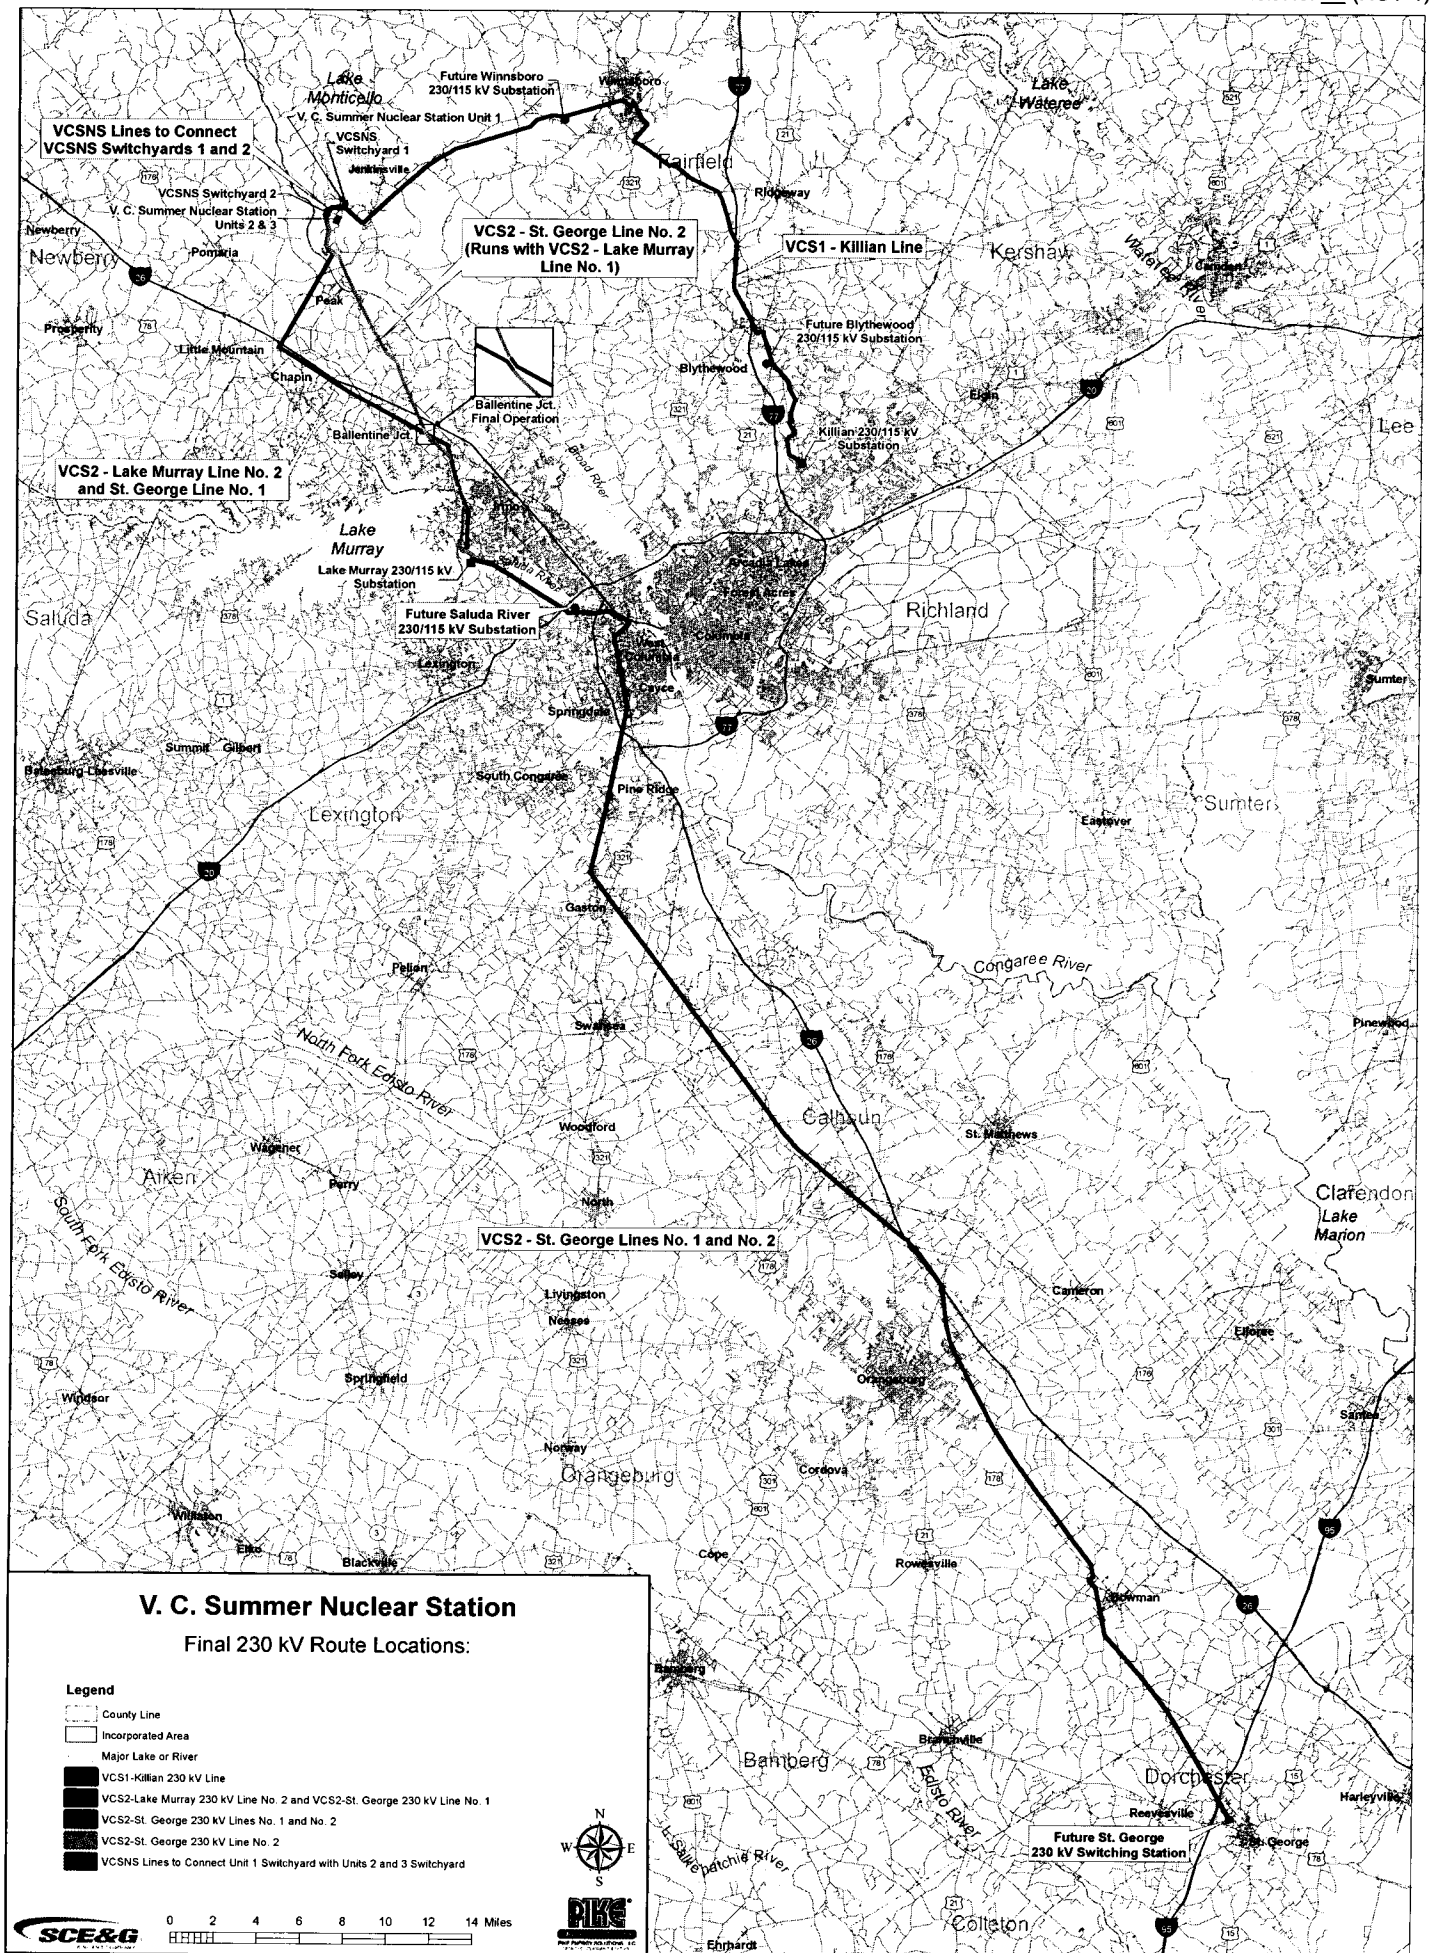 Lake
Monticello
Future Winnsboro
230/115 kV Substation
Winnsboro
Lake
Wateree
V. C. Summer Nuclear Station Unit 1
VCSNS Lines to Connect
VCSNS Switchyards 1 and 2
VCSNS
Switchyard 1
Jenkinsville
Fairfield
Ridgeway
VCSNS Switchyard 2
V. C. Summer Nuclear Station
Units 2 & 3
Newberry
Newberry
Pomaria
VCS2 - St. George Line No. 2
(Runs with VCS2 - Lake Murray
Line No. 1)
VCS1 - Killian Line
Kershaw
Wateree River
Camden
Peak
Prosperity
Little Mountain
Chapin
Future Blythewood
230/115 kV Substation
Blythewood
Elgin
Ballentine Jct.
Final Operation
Ballentine Jct.
Killian 230/115 kV
Substation
Lee
Broad River
VCS2 - Lake Murray Line No. 2
and St. George Line No. 1
Irmo
Lake
Murray
Lake Murray 230/115 kV
Substation
Saluda River
Arcadia Lakes
Forest Acres
Saluda
Future Saluda River
230/115 kV Substation
Richland
Columbia
West
Columbia
Lexington
Cayce
Springdale
Sumter
Summit
Gilbert
Batesburg-Leesville
South Congaree
Pine Ridge
Lexington
Sumter
Eastover
Gaston
Pelion
Congaree River
Swansea
Pinewood
North Fork Edisto River
Calhoun
Woodford
St. Matthews
Wagener
Aiken
Perry
North
Clarendon
Lake
Marion
South Fork Edisto River
VCS2 - St. George Lines No. 1 and No. 2
Salley
Livingston
Neeses
Cameron
Elloree
Springfield
Orangeburg
Windsor
Santee
Norway
Orangeburg
Cordova
Williston
Elko
Blackville
Cope
Rowesville
Bowman
V. C. Summer Nuclear Station
Final 230 kV Route Locations:
Legend
County Line
Incorporated Area
Major Lake or River
VCS1-Killian 230 kV Line
VCS2-Lake Murray 230 kV Line No. 2 and VCS2-St. George 230 kV Line No. 1
VCS2-St. George 230 kV Lines No. 1 and No. 2
VCS2-St. George 230 kV Line No. 2
VCSNS Lines to Connect Unit 1 Switchyard with Units 2 and 3 Switchyard
N
W E
S
SCE&G
0 2 4 6 8 10 12 14 Miles
PIKE
Bamberg
Branchville
Bamberg
Edisto River
Dorchester
Harleyville
Reevesville
Future St. George
230 kV Switching Station
St. George
L. Salkehatchie River
Colleton
Ehrhardt